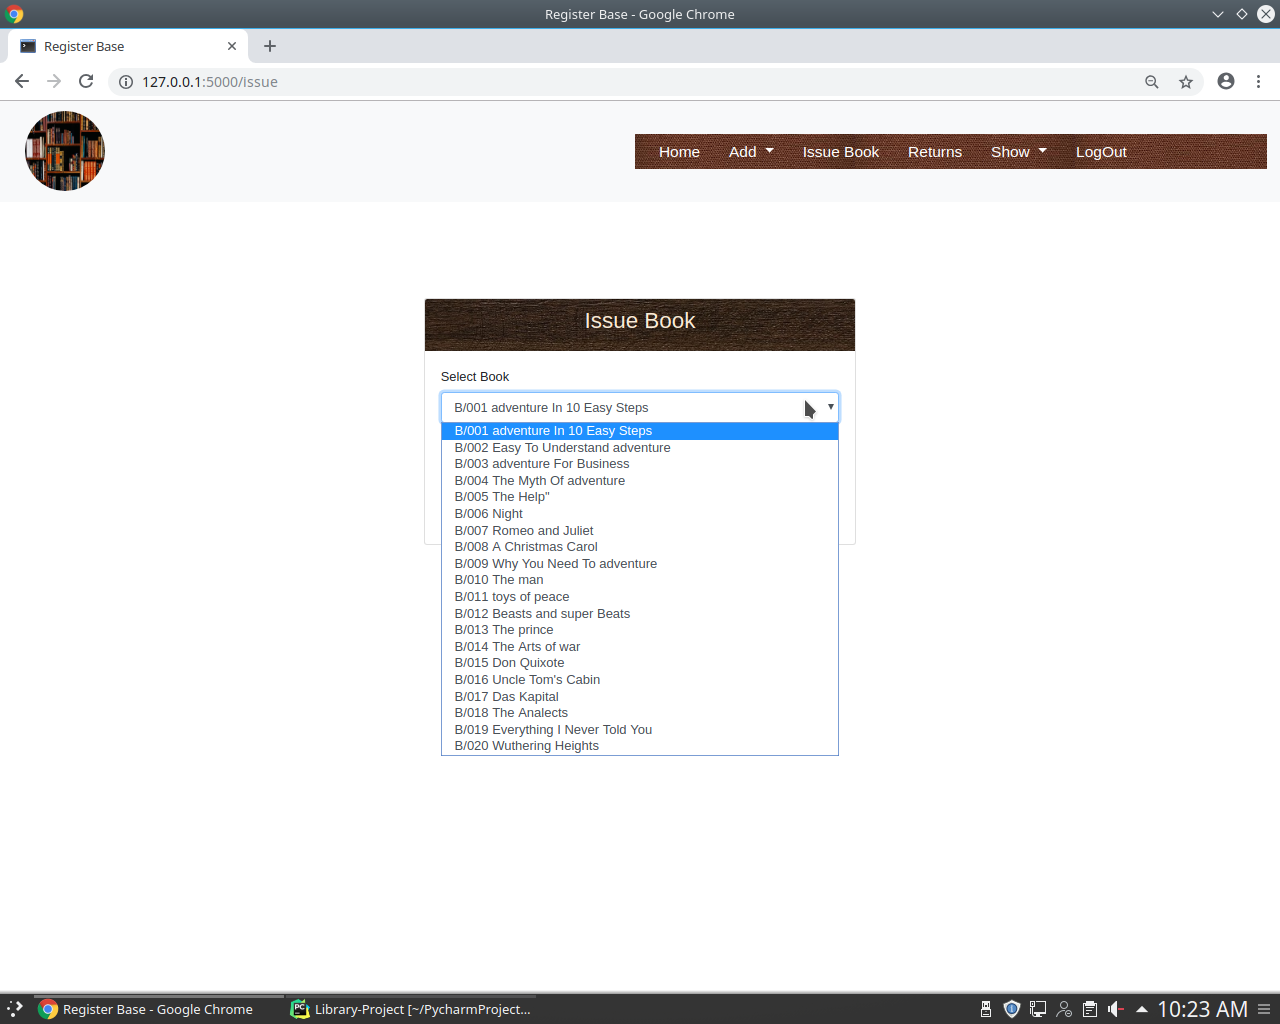 Register Base - Google Chrome
Register Base
127.0.0.1:5000/issue
Home Add Issue Book Returns Show LogOut
Issue Book
Select Book
B/001 adventure In 10 Easy Steps
B/001 adventure In 10 Easy Steps
B/002 Easy To Understand adventure
B/003 adventure For Business
B/004 The Myth Of adventure
B/005 The Help"
B/006 Night
B/007 Romeo and Juliet
B/008 A Christmas Carol
B/009 Why You Need To adventure
B/010 The man
B/011 toys of peace
B/012 Beasts and super Beats
B/013 The prince
B/014 The Arts of war
B/015 Don Quixote
B/016 Uncle Tom's Cabin
B/017 Das Kapital
B/018 The Analects
B/019 Everything I Never Told You
B/020 Wuthering Heights
Register Base - Google Chrome PC Library-Project [~/PycharmProject... 10:23 AM